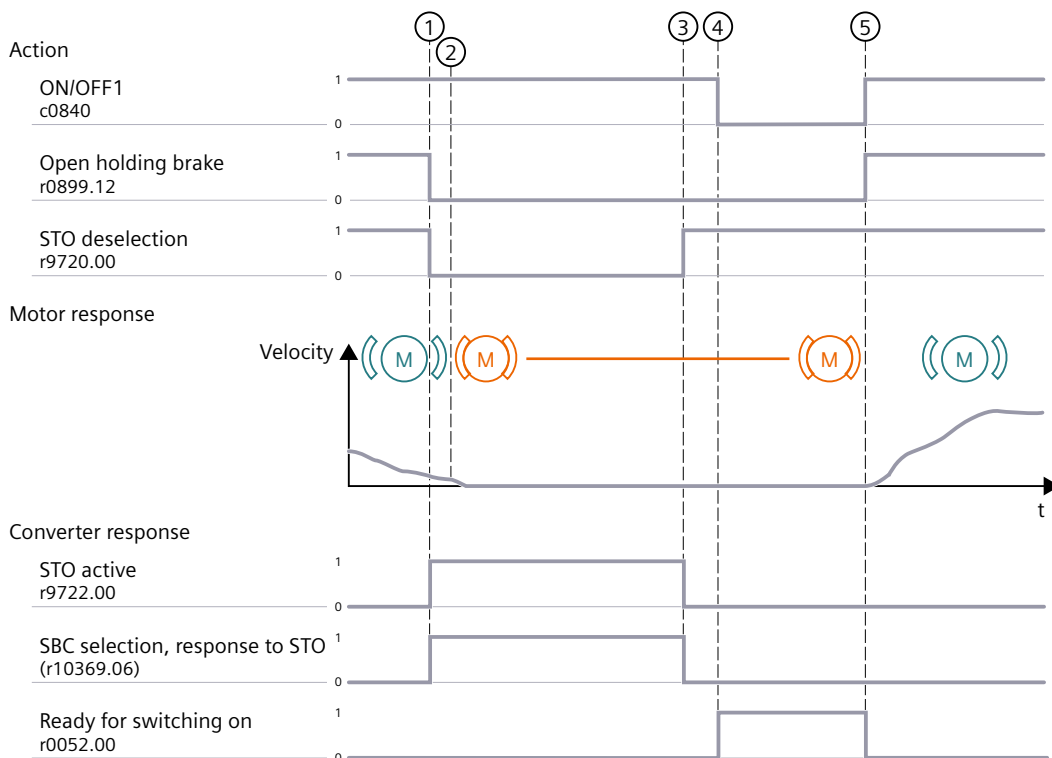 ① ③ ④ ⑤
②
Action
ON/OFF1 1
c0840
0
Open holding brake 1
r0899.12
0
STO deselection 1
r9720.00
0
Motor response
Velocity M M M M
t
Converter response
STO active 1
r9722.00
0
SBC selection, response to STO 1
(r10369.06)
0
Ready for switching on 1
r0052.00
0